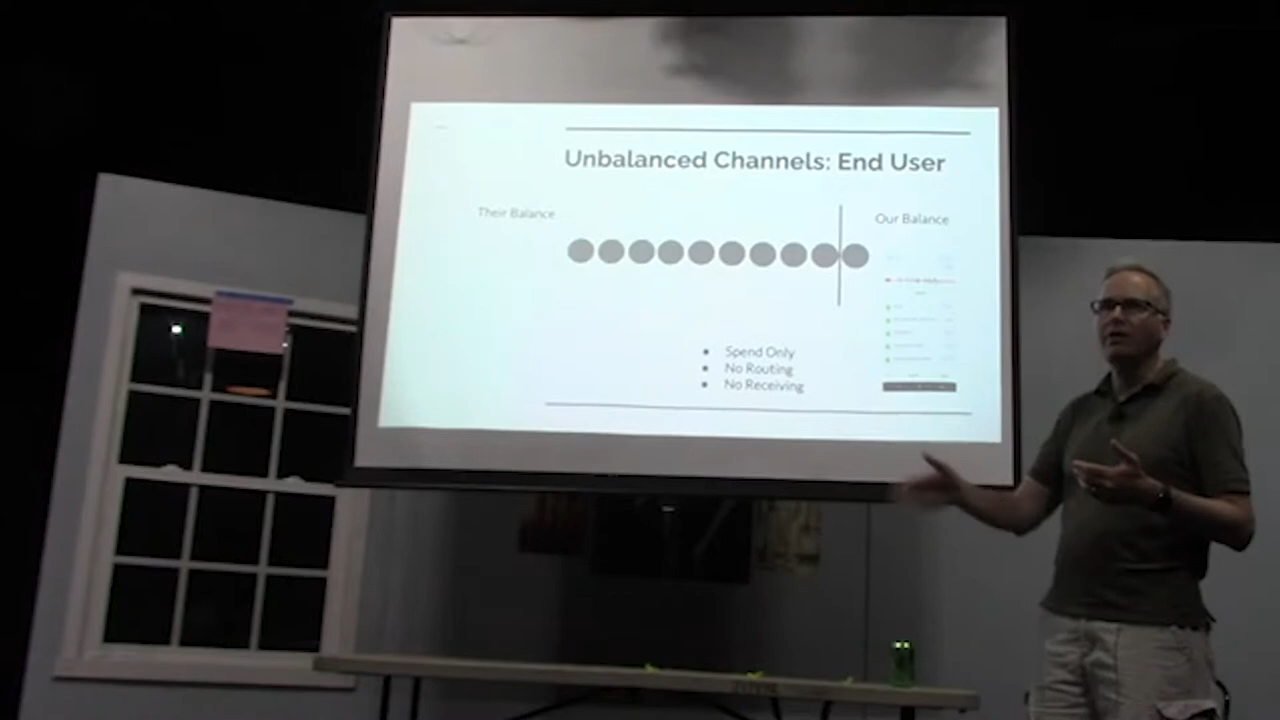 Unbalanced Channels: End User
Their Balance
Our Balance
Spend Only
No Routing
No Receiving